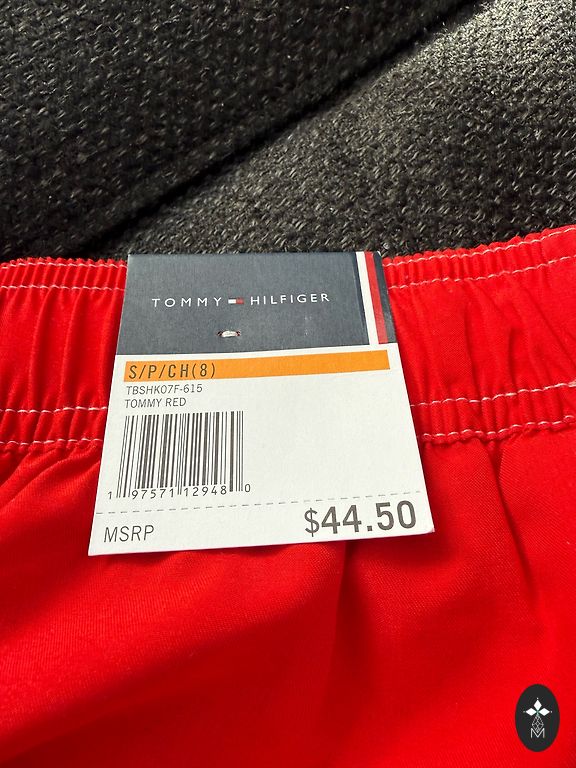 TOMMY HILFIGER
S/P/CH(8)
TBSHK07F-615
TOMMY RED
1 97571 12948 0
MSRP $44.50
M